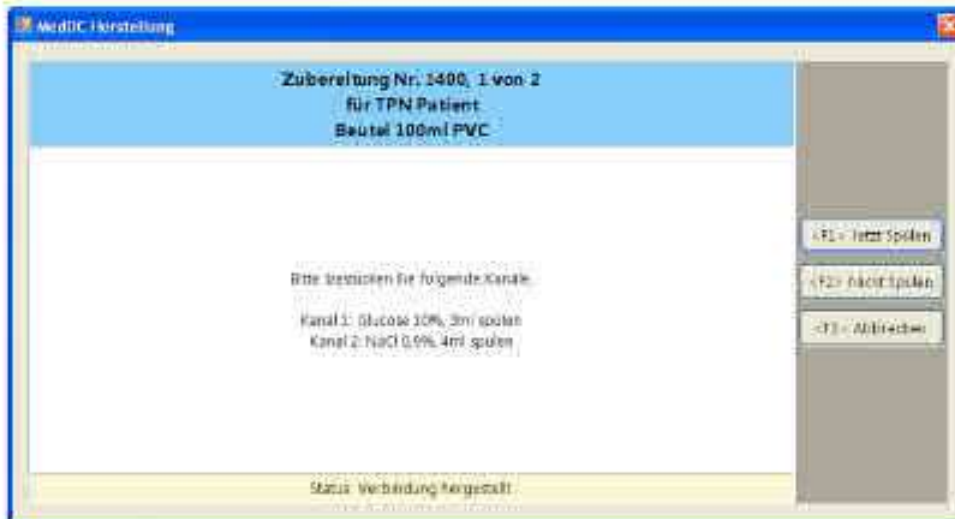 MedDC Herstellung
Zubereitung Nr. 1400, 1 von 2
für TPN Patient
Beutel 100ml PVC
Bitte bestücken Sie folgende Kanäle.
Kanal 1: Glucose 10%, 3ml spülen
Kanal 2: NaCl 0,9%, 4ml spülen
<F1> Jetzt Spülen
<F2> Nicht Spülen
<F3> Abbrechen
Status: Verbindung hergestellt